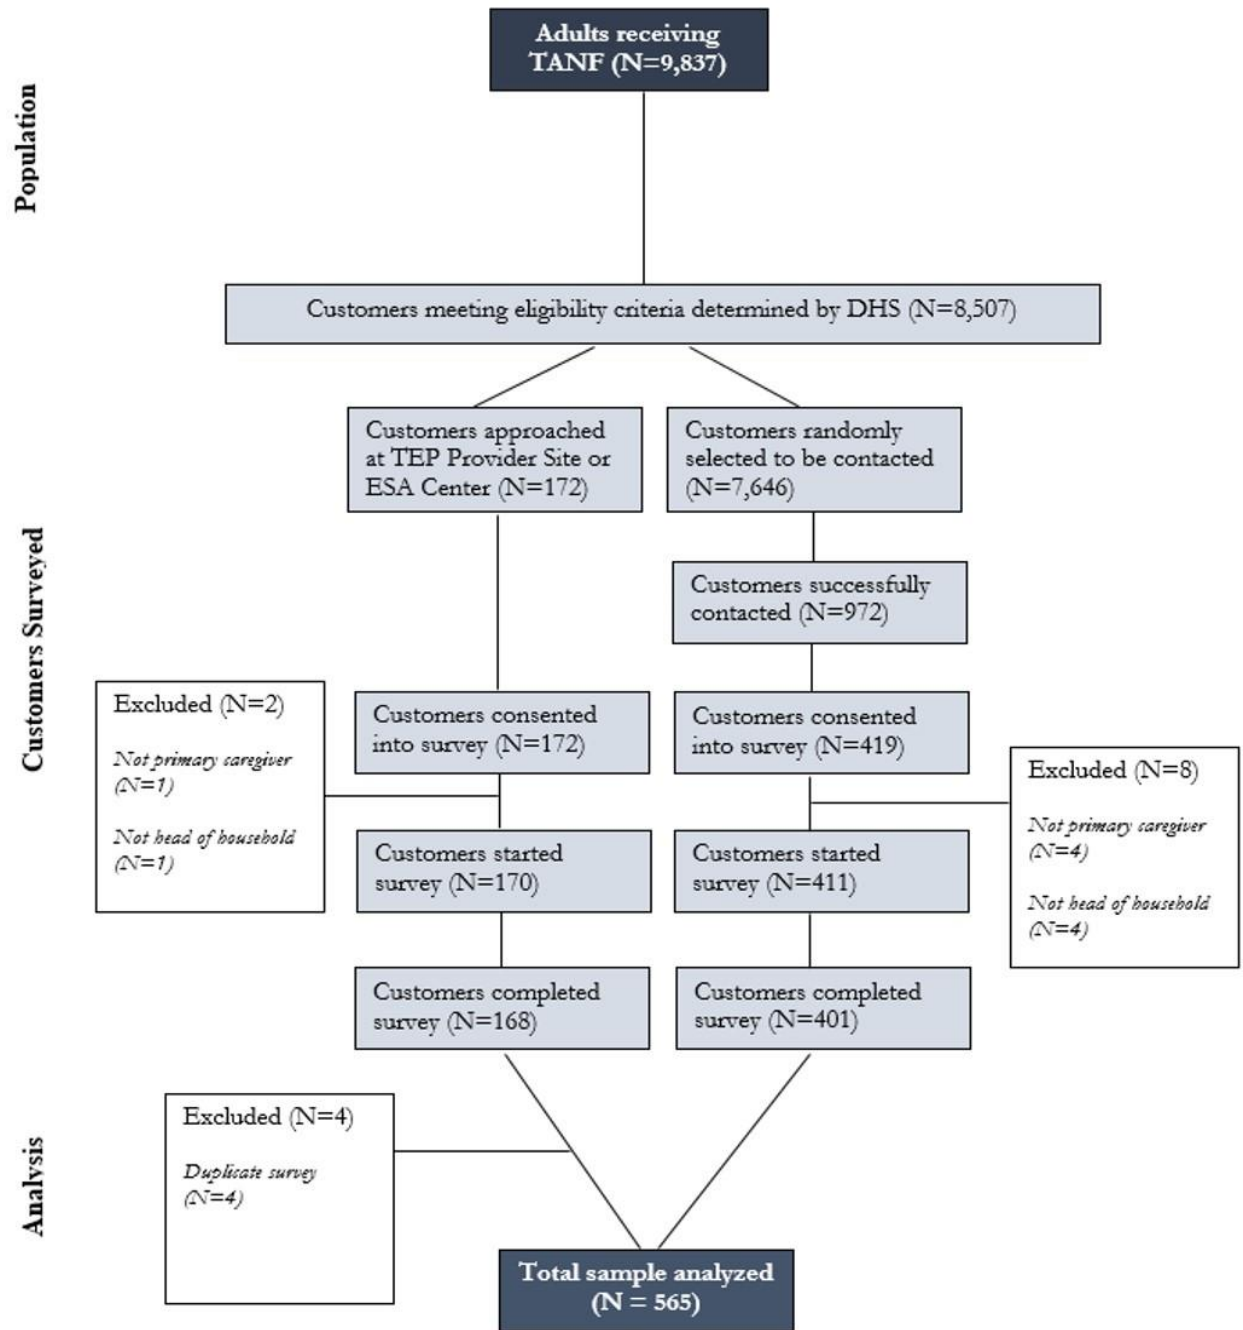 Population
Adults receiving
TANF (N=9,837)
Customers meeting eligibility criteria determined by DHS (N=8,507)
Customers Surveyed
Customers approached
at TEP Provider Site or
ESA Center (N=172)
Customers randomly
selected to be contacted
(N=7,646)
Customers successfully
contacted (N=972)
Excluded (N=2)
Not primary caregiver
(N=1)
Not head of household
(N=1)
Customers consented
into survey (N=172)
Customers consented
into survey (N=419)
Excluded (N=8)
Not primary caregiver
(N=4)
Not head of household
(N=4)
Customers started
survey (N=170)
Customers started
survey (N=411)
Customers completed
survey (N=168)
Customers completed
survey (N=401)
Analysis
Excluded (N=4)
Duplicate survey
(N=4)
Total sample analyzed
(N = 565)